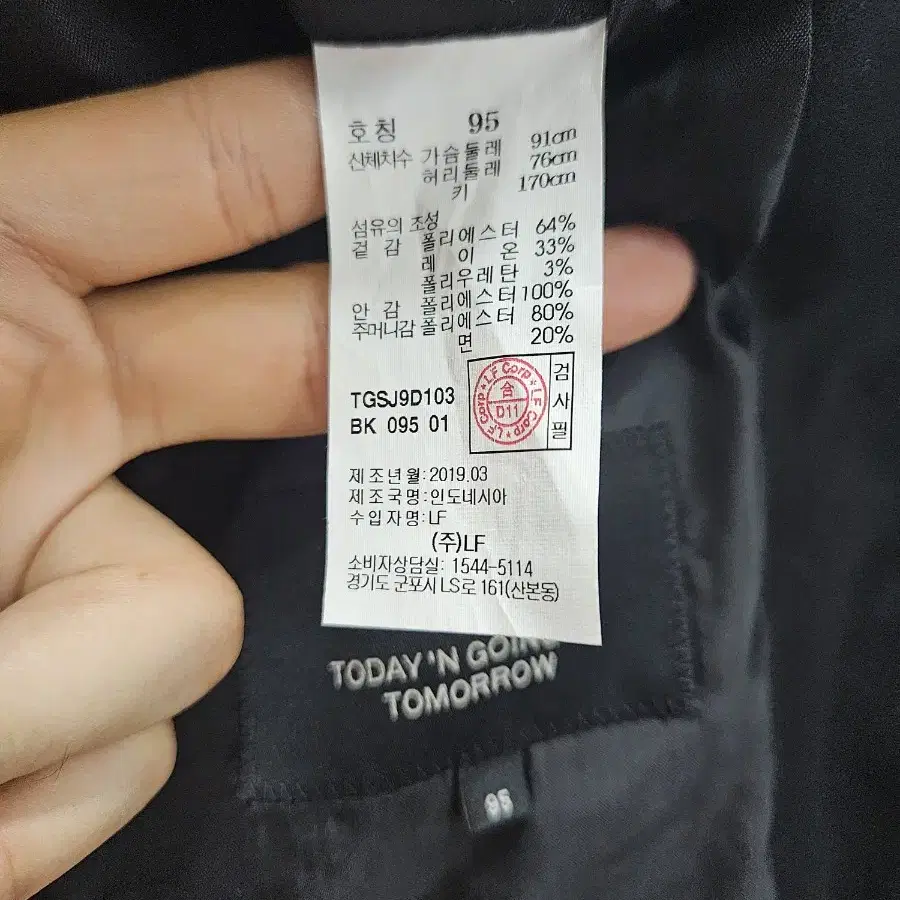 호칭 95
신체치수 가슴둘레 91cm
허리둘레 76cm
키 170cm
섬유의 조성
겉감 폴리에스터 64%
레이온 33%
폴리우레탄 3%
안감 폴리에스터 100%
주머니감 폴리에스터 80%
면 20%
TGSJ9D103
BK 095 01
LF Corp ★ LF Corp ★ LF Corp ★
合
D11
검사필
제조년월:2019.03
제조국명:인도네시아
수입자명:LF
(주)LF
소비자상담실: 1544-5114
경기도 군포시 LS로 161(산본동)
TODAY'N GOING
TOMORROW
95